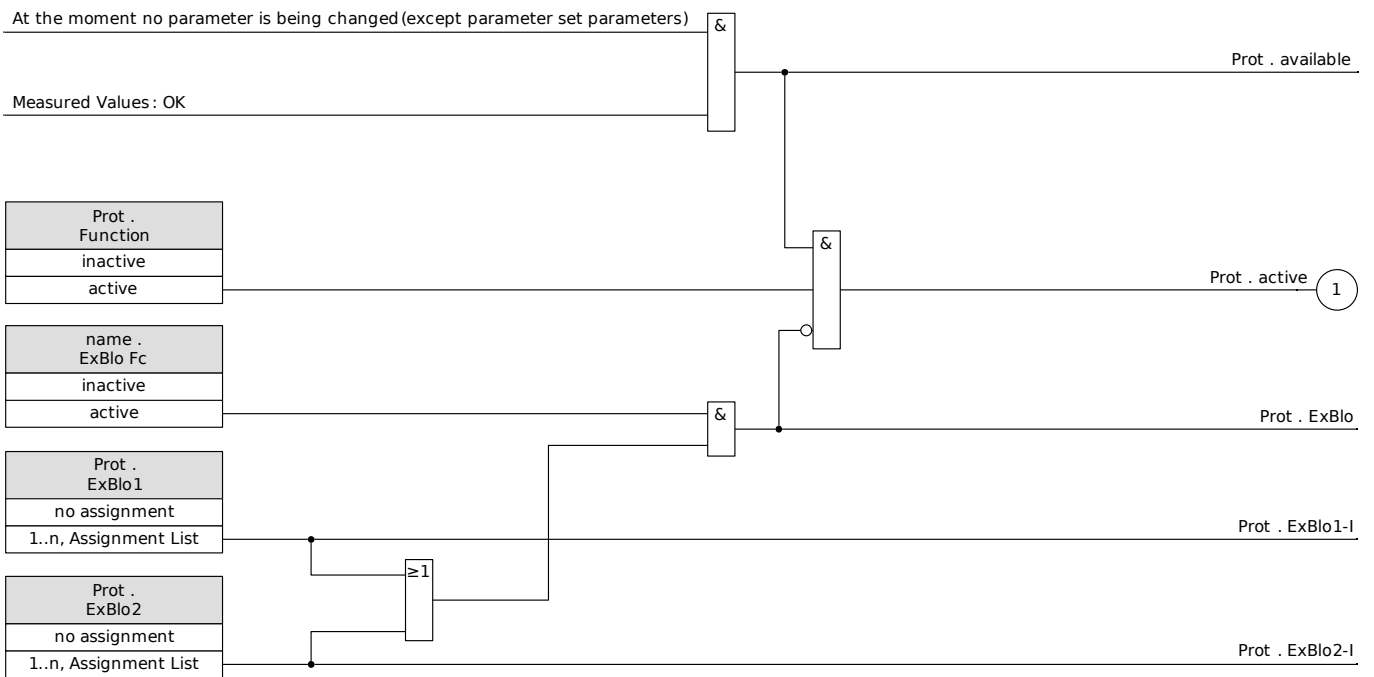 At the moment no parameter is being changed (except parameter set parameters)
&
Prot . available
Measured Values : OK
Prot .
Function
inactive
active
&
Prot . active
1
name .
ExBlo Fc
inactive
active
&
Prot . ExBlo
Prot .
ExBlo1
no assignment
1..n, Assignment List
Prot . ExBlo1-I
≥1
Prot .
ExBlo2
no assignment
1..n, Assignment List
Prot . ExBlo2-I